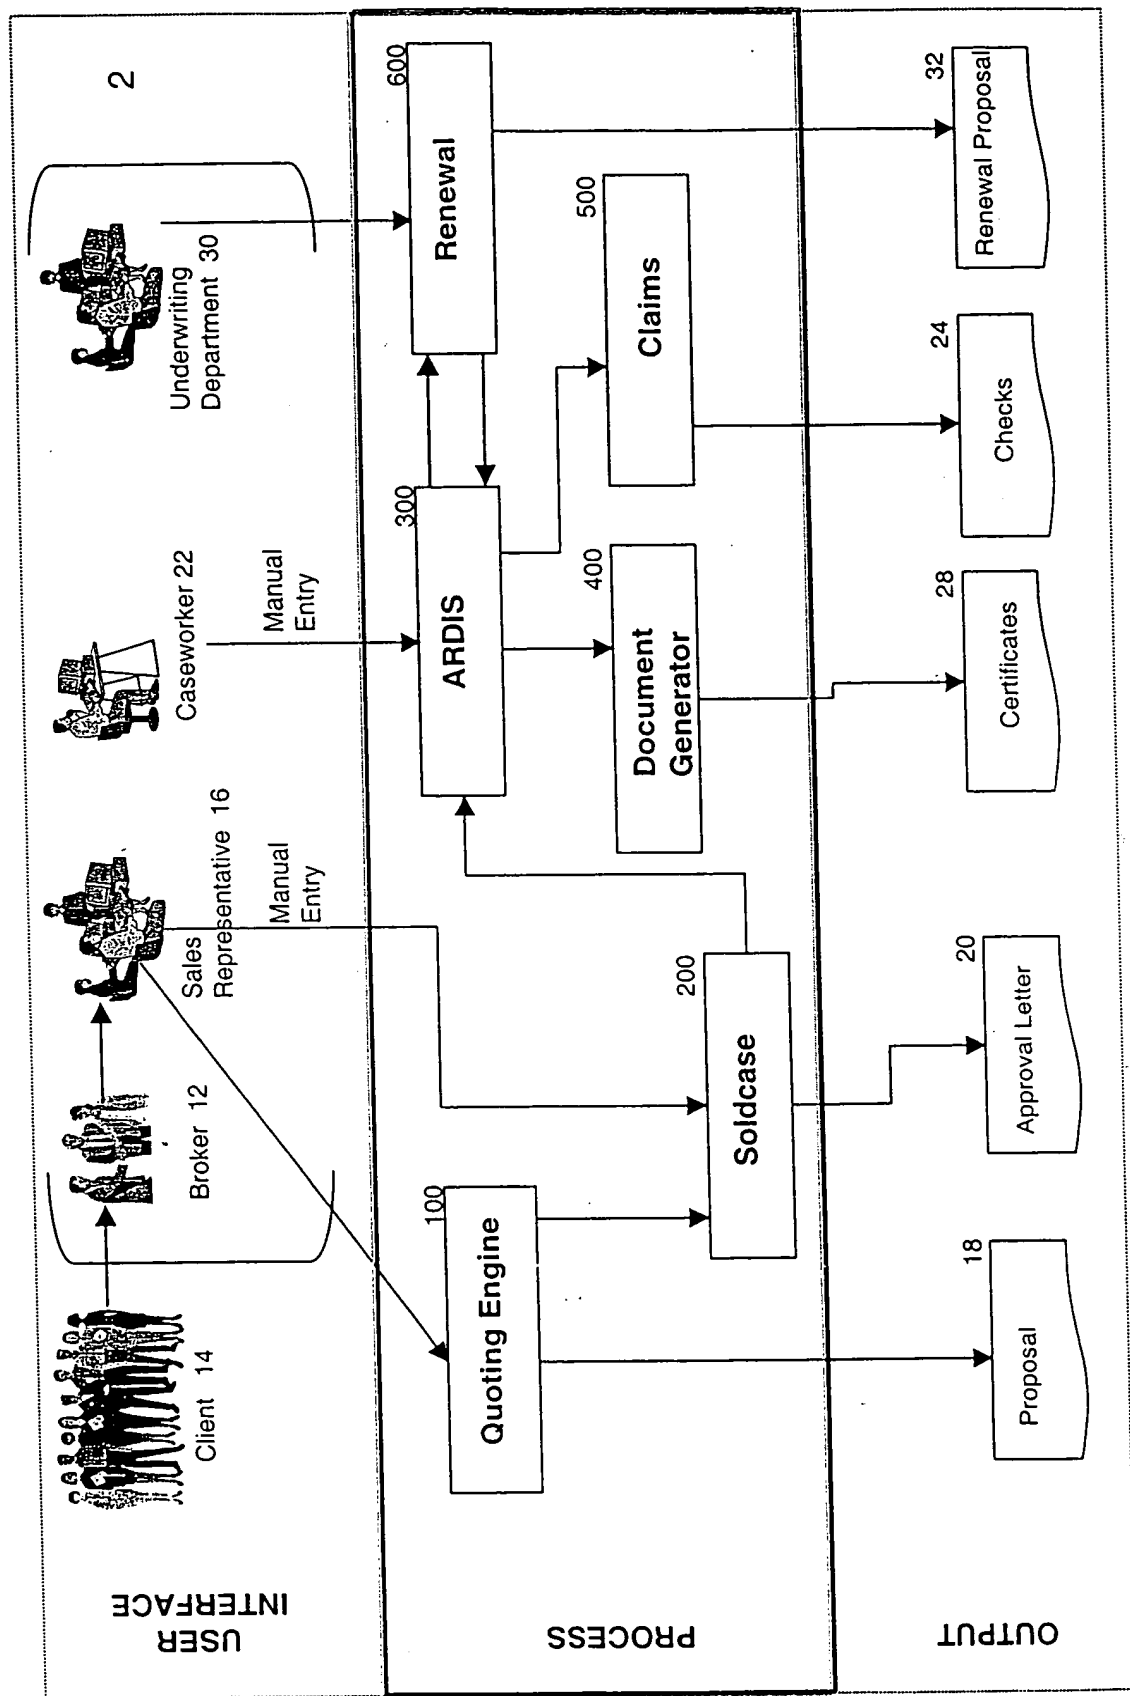 USER
INTERFACE
Client 14
Broker 12
Sales
Representative 16
Manual
Entry
Caseworker 22
Manual
Entry
Underwriting
Department 30
2
PROCESS
Quoting Engine
100
Soldcase
200
ARDIS
300
Document
Generator
400
Claims
500
Renewal
600
OUTPUT
Proposal
18
Approval Letter
20
Certificates
28
Checks
24
Renewal Proposal
32